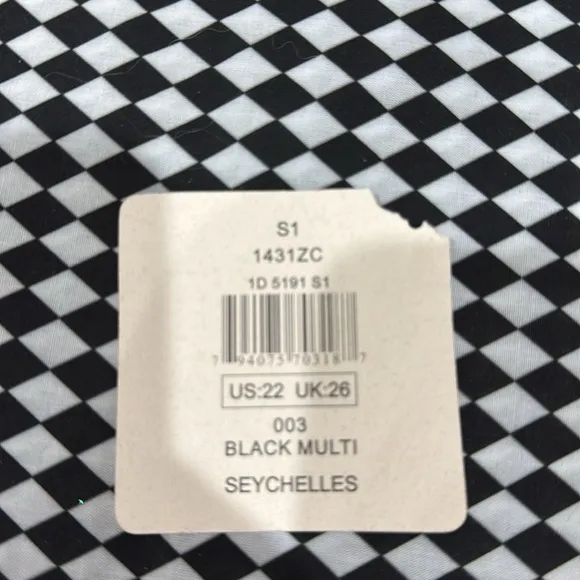 S1
1431ZC
1D 5191 S1
7 94075 70318 7
US:22 UK:26
003
BLACK MULTI
SEYCHELLES